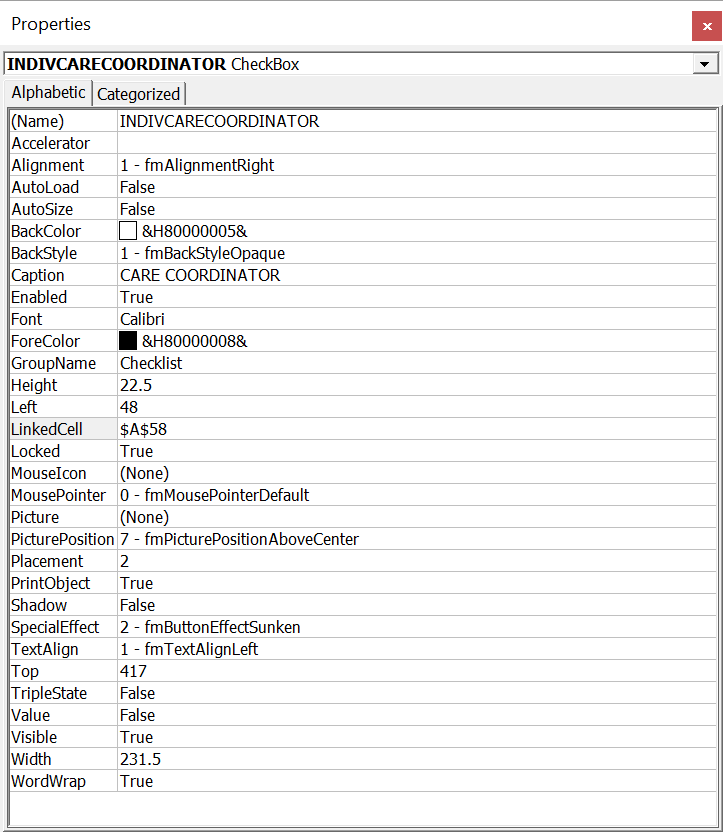 Properties
INDIVCARECOORDINATOR CheckBox
Alphabetic Categorized
(Name) INDIVCARECOORDINATOR
Accelerator
Alignment 1 - fmAlignmentRight
AutoLoad False
AutoSize False
BackColor &H80000005&
BackStyle 1 - fmBackStyleOpaque
Caption CARE COORDINATOR
Enabled True
Font Calibri
ForeColor &H80000008&
GroupName Checklist
Height 22.5
Left 48
LinkedCell $A$58
Locked True
MouseIcon (None)
MousePointer 0 - fmMousePointerDefault
Picture (None)
PicturePosition 7 - fmPicturePositionAboveCenter
Placement 2
PrintObject True
Shadow False
SpecialEffect 2 - fmButtonEffectSunken
TextAlign 1 - fmTextAlignLeft
Top 417
TripleState False
Value False
Visible True
Width 231.5
WordWrap True